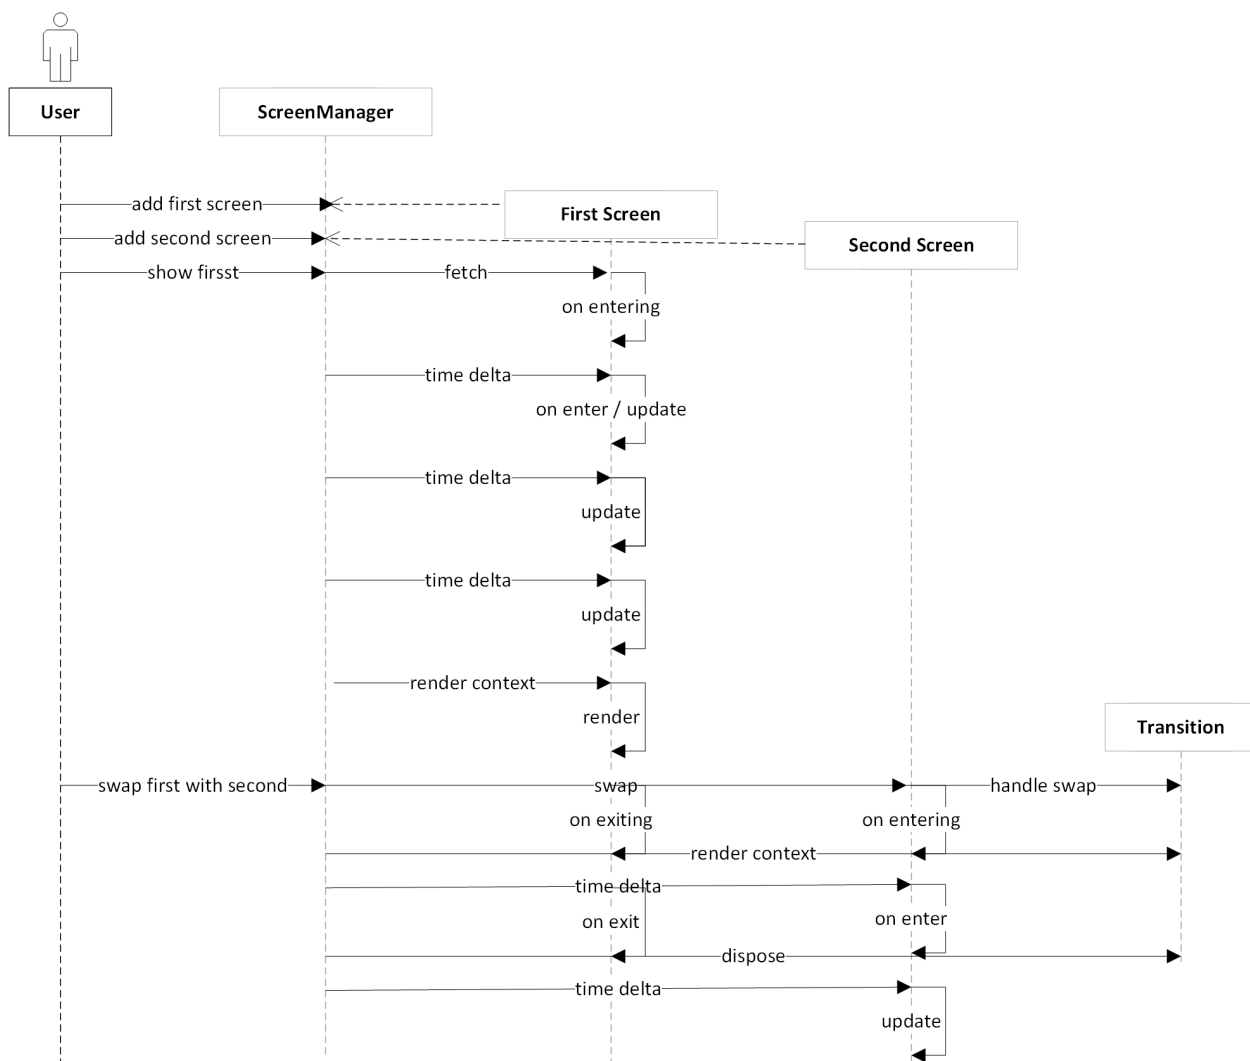 User
ScreenManager
add first screen
First Screen
add second screen
Second Screen
show firsst
fetch
on entering
time delta
on enter / update
time delta
update
time delta
update
render context
render
Transition
swap first with second
swap
handle swap
on exiting
on entering
render context
time delta
on exit
on enter
dispose
time delta
update